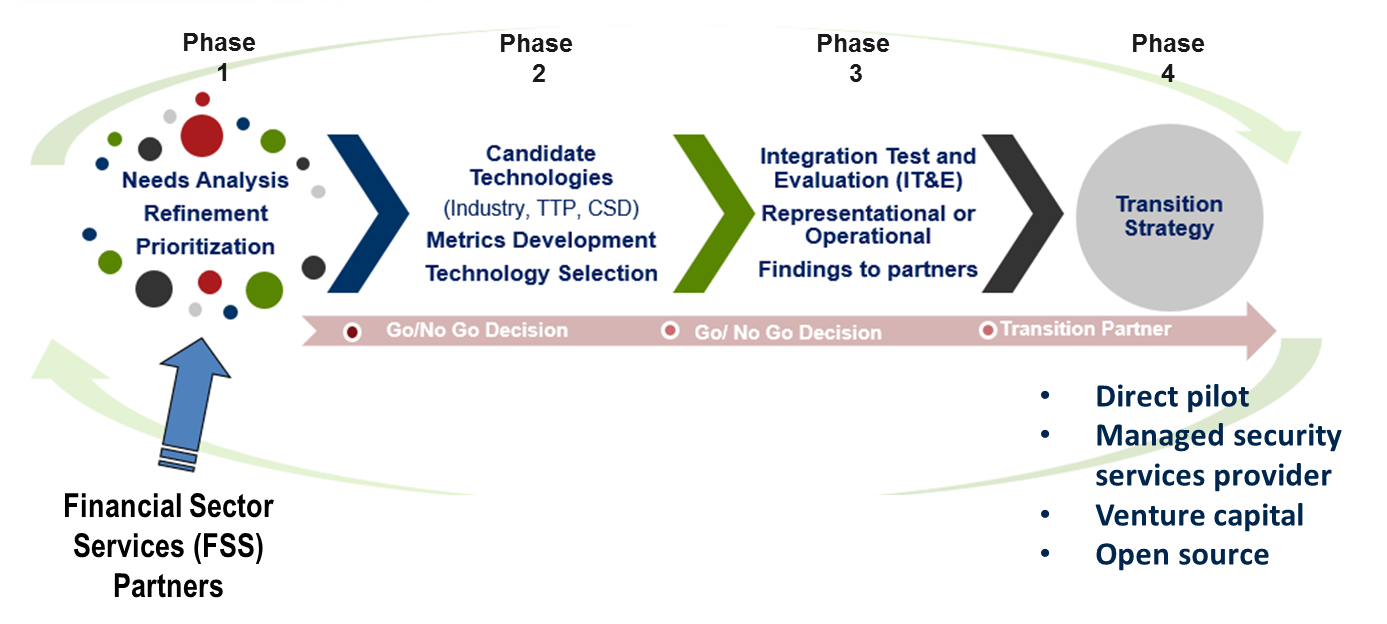 Phase
1
Phase
2
Phase
3
Phase
4
Needs Analysis
Refinement
Prioritization
Candidate
Technologies
(Industry, TTP, CSD)
Metrics Development
Technology Selection
Integration Test and
Evaluation (IT&E)
Representational or
Operational
Findings to partners
Transition
Strategy
Go/No Go Decision
Go/ No Go Decision
Transition Partner
Financial Sector
Services (FSS)
Partners
• Direct pilot
• Managed security
services provider
• Venture capital
• Open source